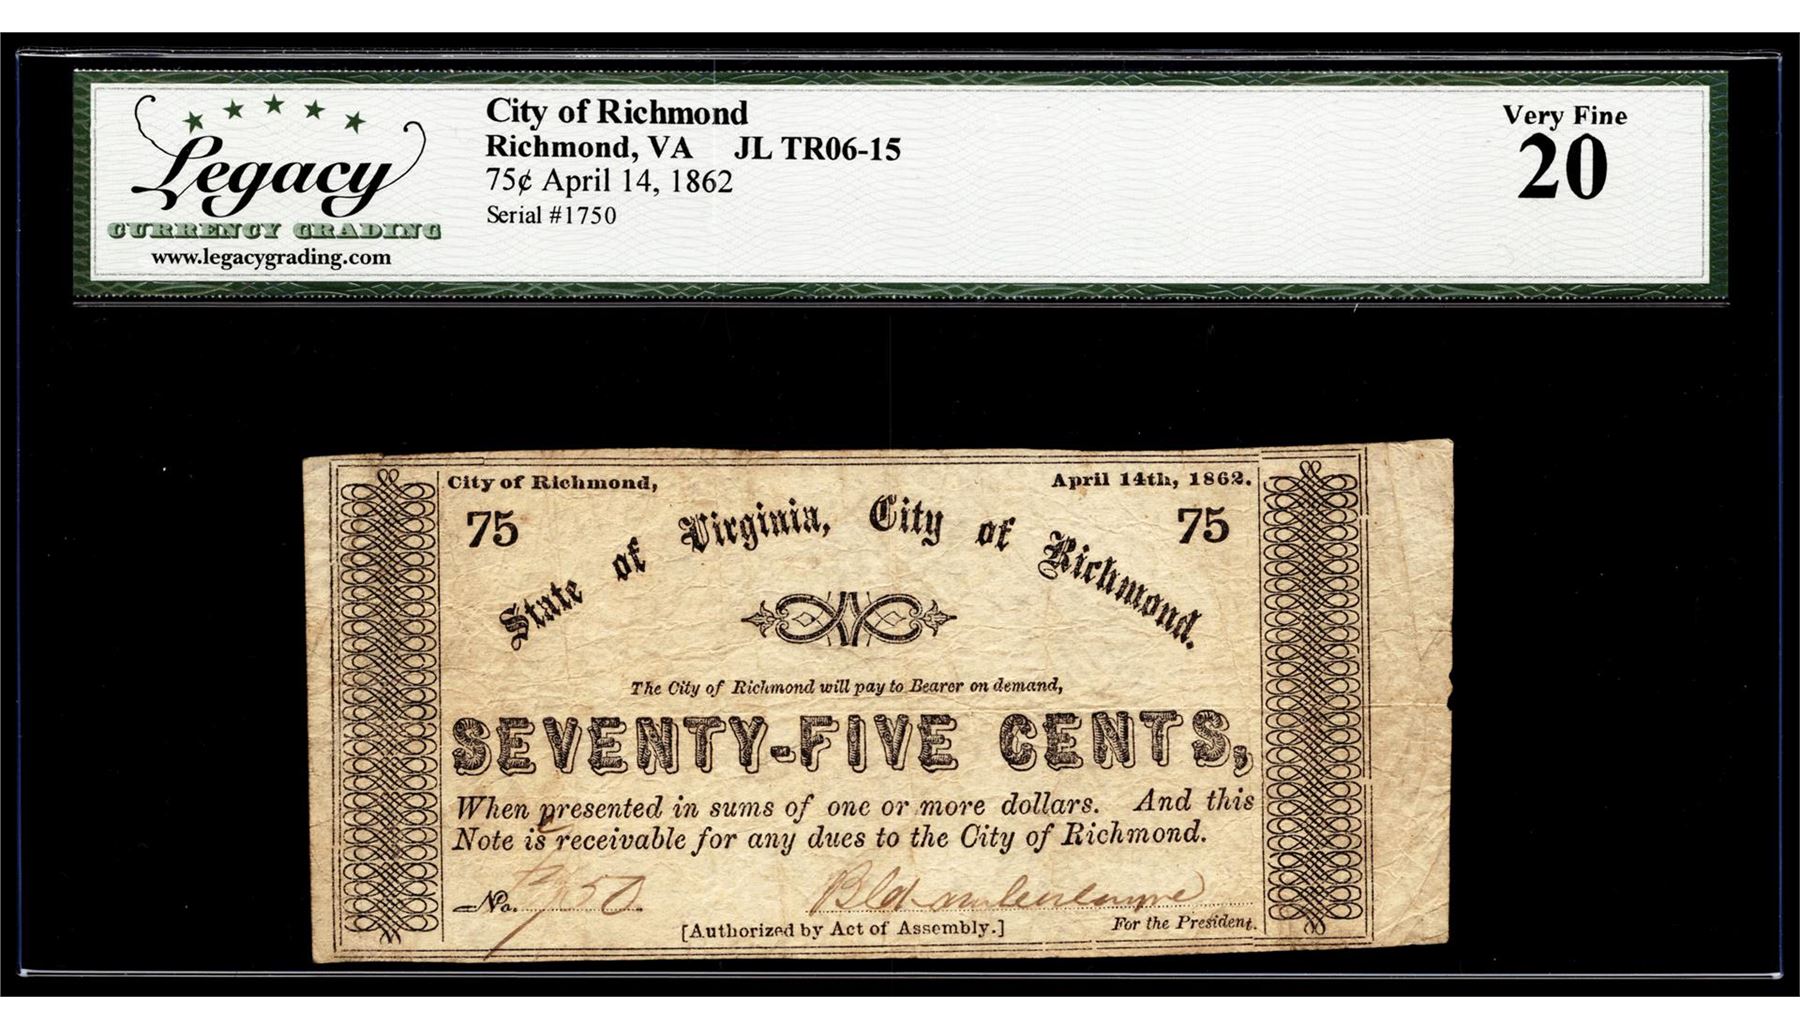 Legacy
CURRENCY GRADING
www.legacygrading.com
City of Richmond
Richmond, VA JL TR06-15
75¢ April 14, 1862
Serial #1750
Very Fine
20
City of Richmond, April 14th, 1862.
75 75
State of Virginia, City of Richmond.
The City of Richmond will pay to Bearer on demand,
SEVENTY-FIVE CENTS,
When presented in sums of one or more dollars. And this
Note is receivable for any dues to the City of Richmond.
No. 1750
[Authorized by Act of Assembly.] For the President.